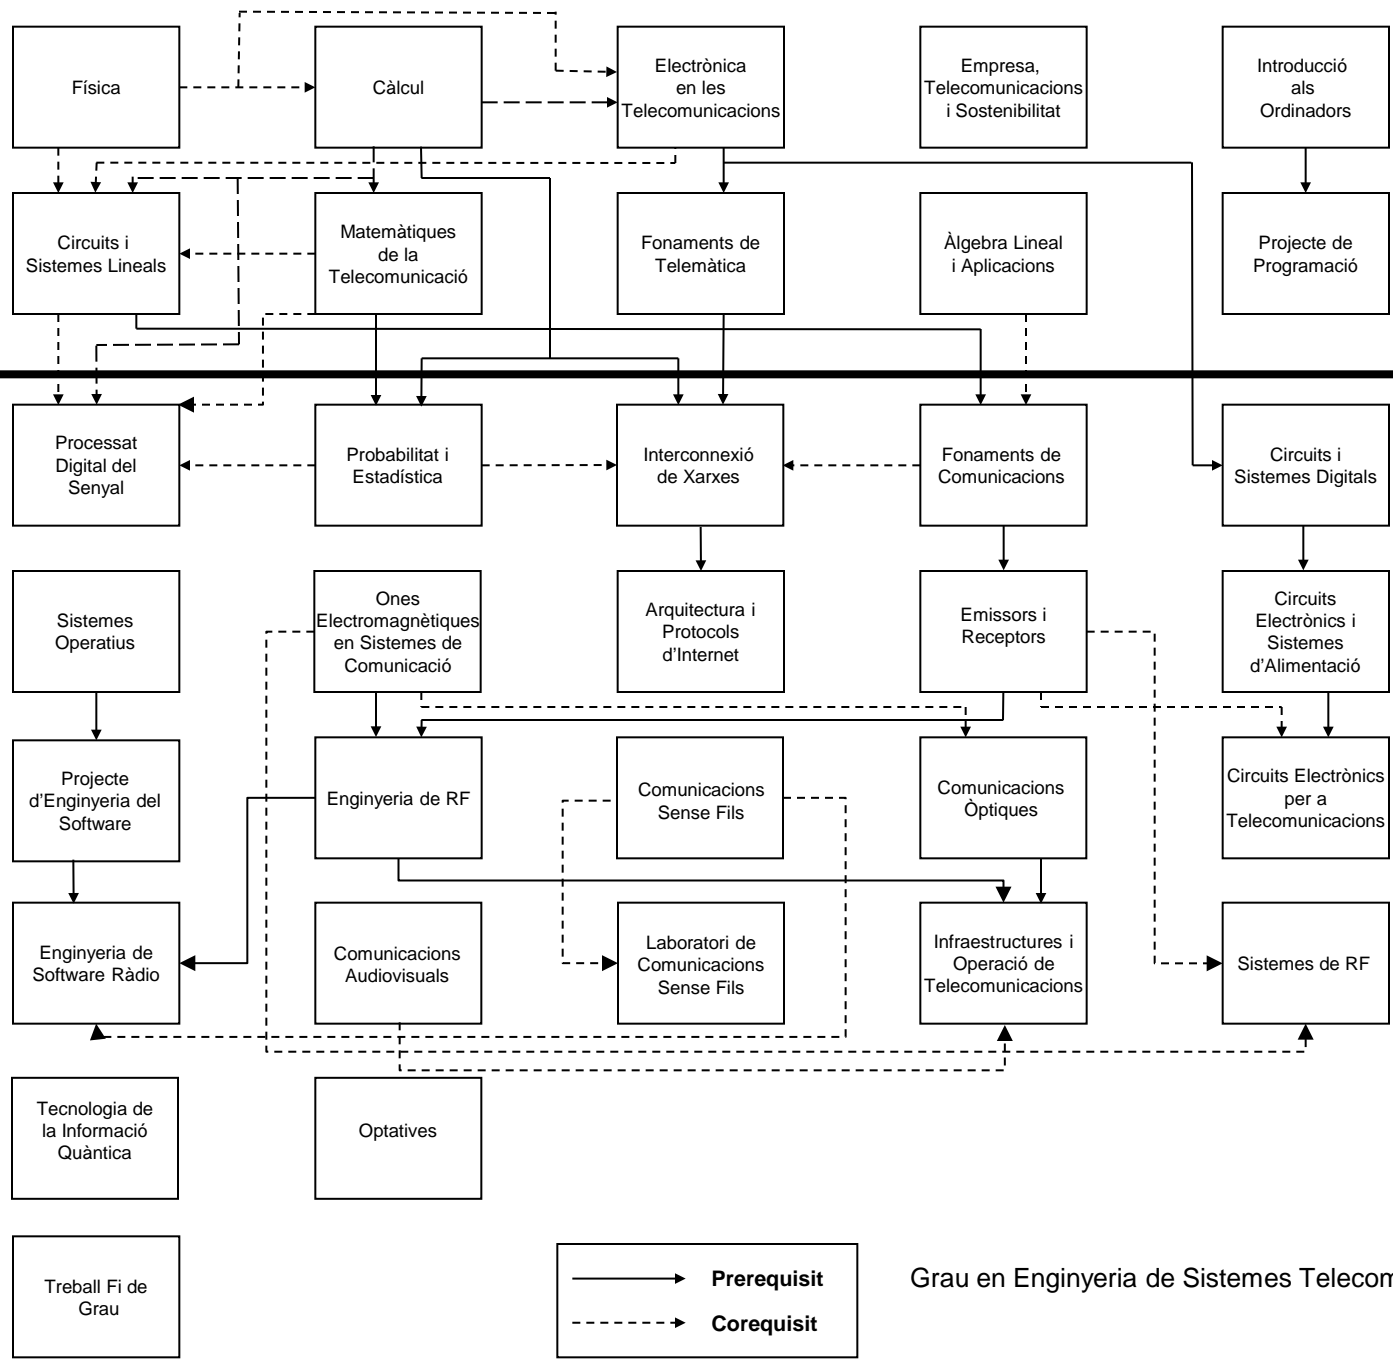 Física
Càlcul
Electrònica
en les
Telecomunicacions
Empresa,
Telecomunicacions
i Sostenibilitat
Introducció
als
Ordinadors
Circuits i
Sistemes Lineals
Matemàtiques
de la
Telecomunicació
Fonaments de
Telemàtica
Àlgebra Lineal
i Aplicacions
Projecte de
Programació
Processat
Digital del
Senyal
Probabilitat i
Estadística
Interconnexió
de Xarxes
Fonaments de
Comunicacions
Circuits i
Sistemes Digitals
Sistemes
Operatius
Ones
Electromagnètiques
en Sistemes de
Comunicació
Arquitectura i
Protocols
d'Internet
Emissors i
Receptors
Circuits
Electrònics i
Sistemes
d'Alimentació
Projecte
d'Enginyeria del
Software
Enginyeria de RF
Comunicacions
Sense Fils
Comunicacions
Òptiques
Circuits Electrònics
per a
Telecomunicacions
Enginyeria de
Software Ràdio
Comunicacions
Audiovisuals
Laboratori de
Comunicacions
Sense Fils
Infraestructures i
Operació de
Telecomunicacions
Sistemes de RF
Tecnologia de
la Informació
Quàntica
Optatives
Treball Fi de
Grau
Prerequisit
Corequisit
Grau en Enginyeria de Sistemes Telecom